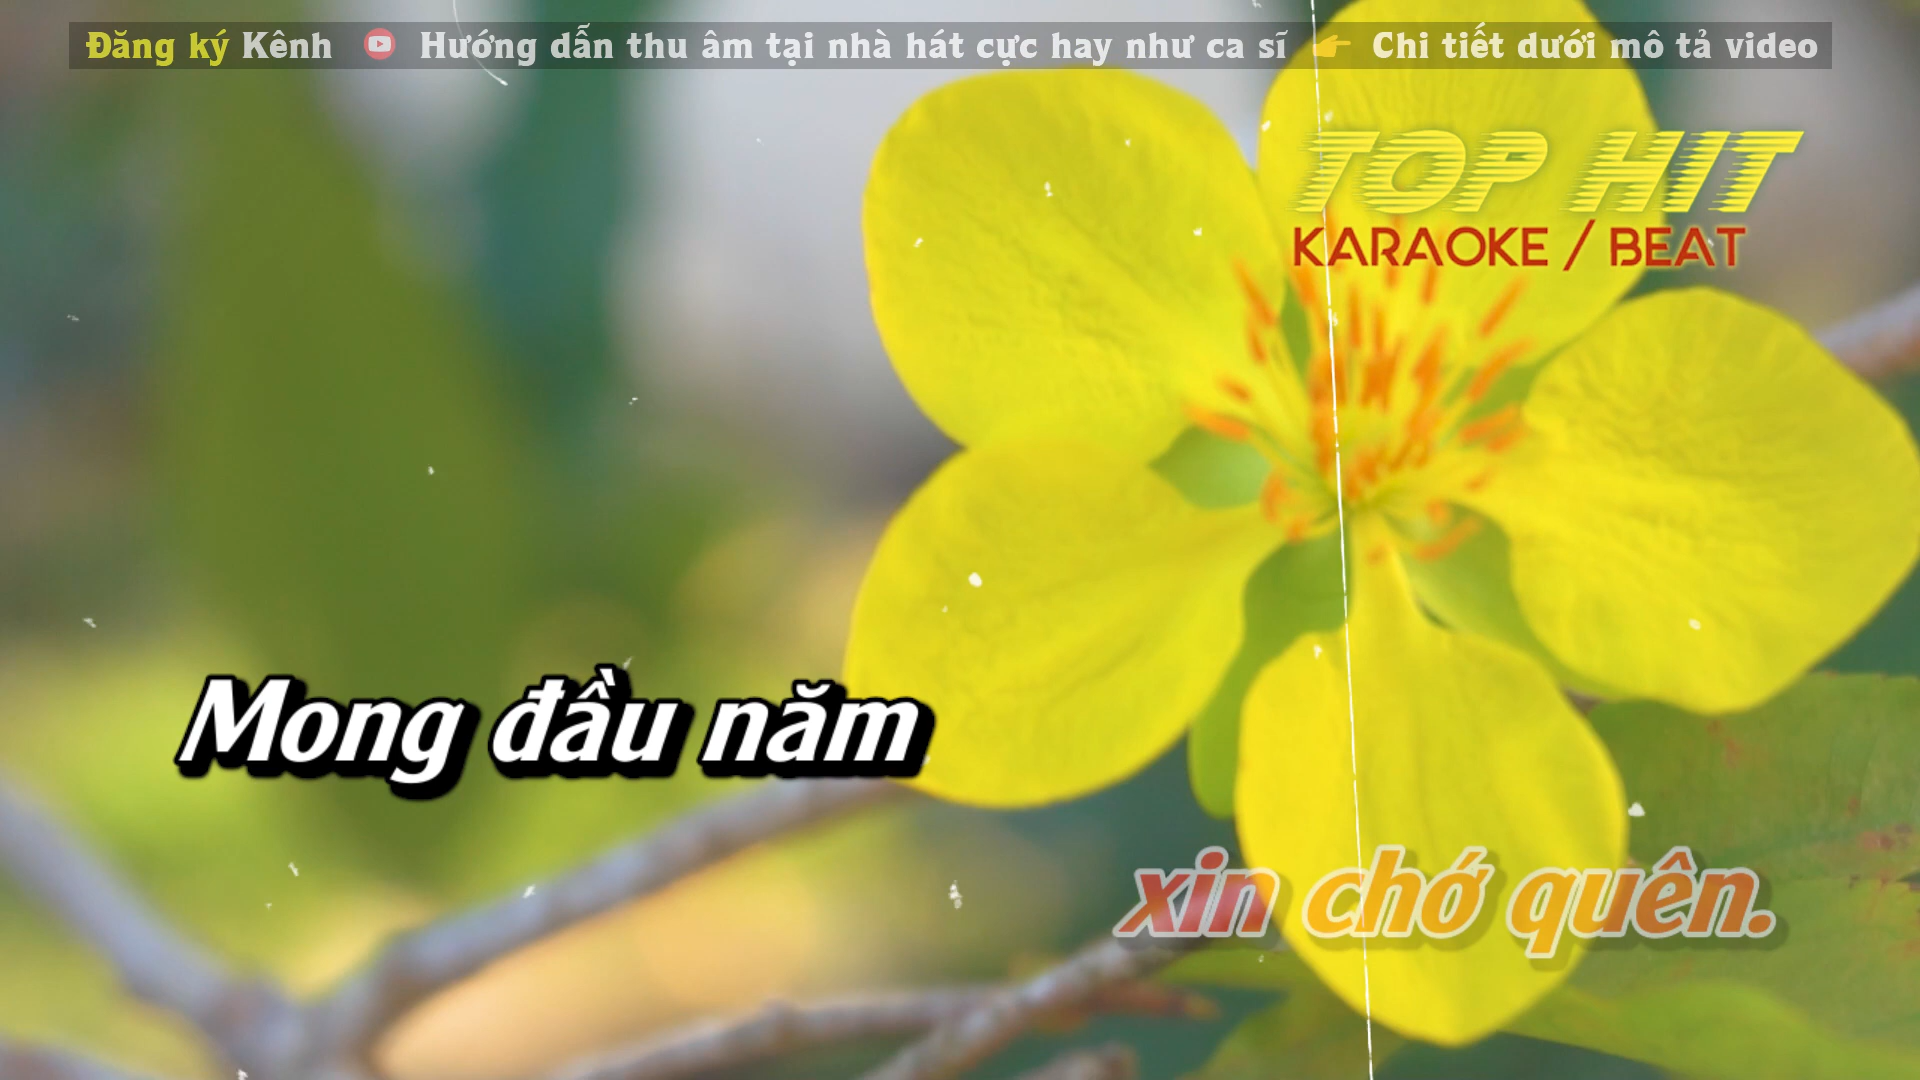 Đăng ký Kênh Hướng dẫn thu âm tại nhà hát cực hay như ca sĩ Chi tiết dưới mô tả video
TOP HIT
KARAOKE / BEAT
Mong đầu năm
xin chớ quên.